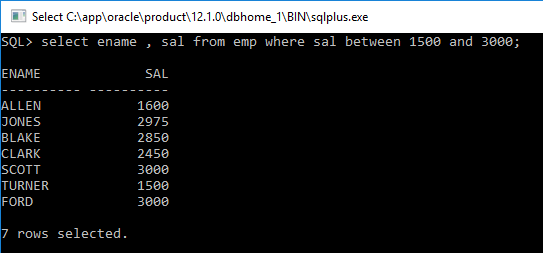 Select C:\app\oracle\product\12.1.0\dbhome_1\BIN\sqlplus.exe
SQL> select ename , sal from emp where sal between 1500 and 3000;
ENAME             SAL
---------- ----------
ALLEN            1600
JONES            2975
BLAKE            2850
CLARK            2450
SCOTT            3000
TURNER           1500
FORD             3000
7 rows selected.